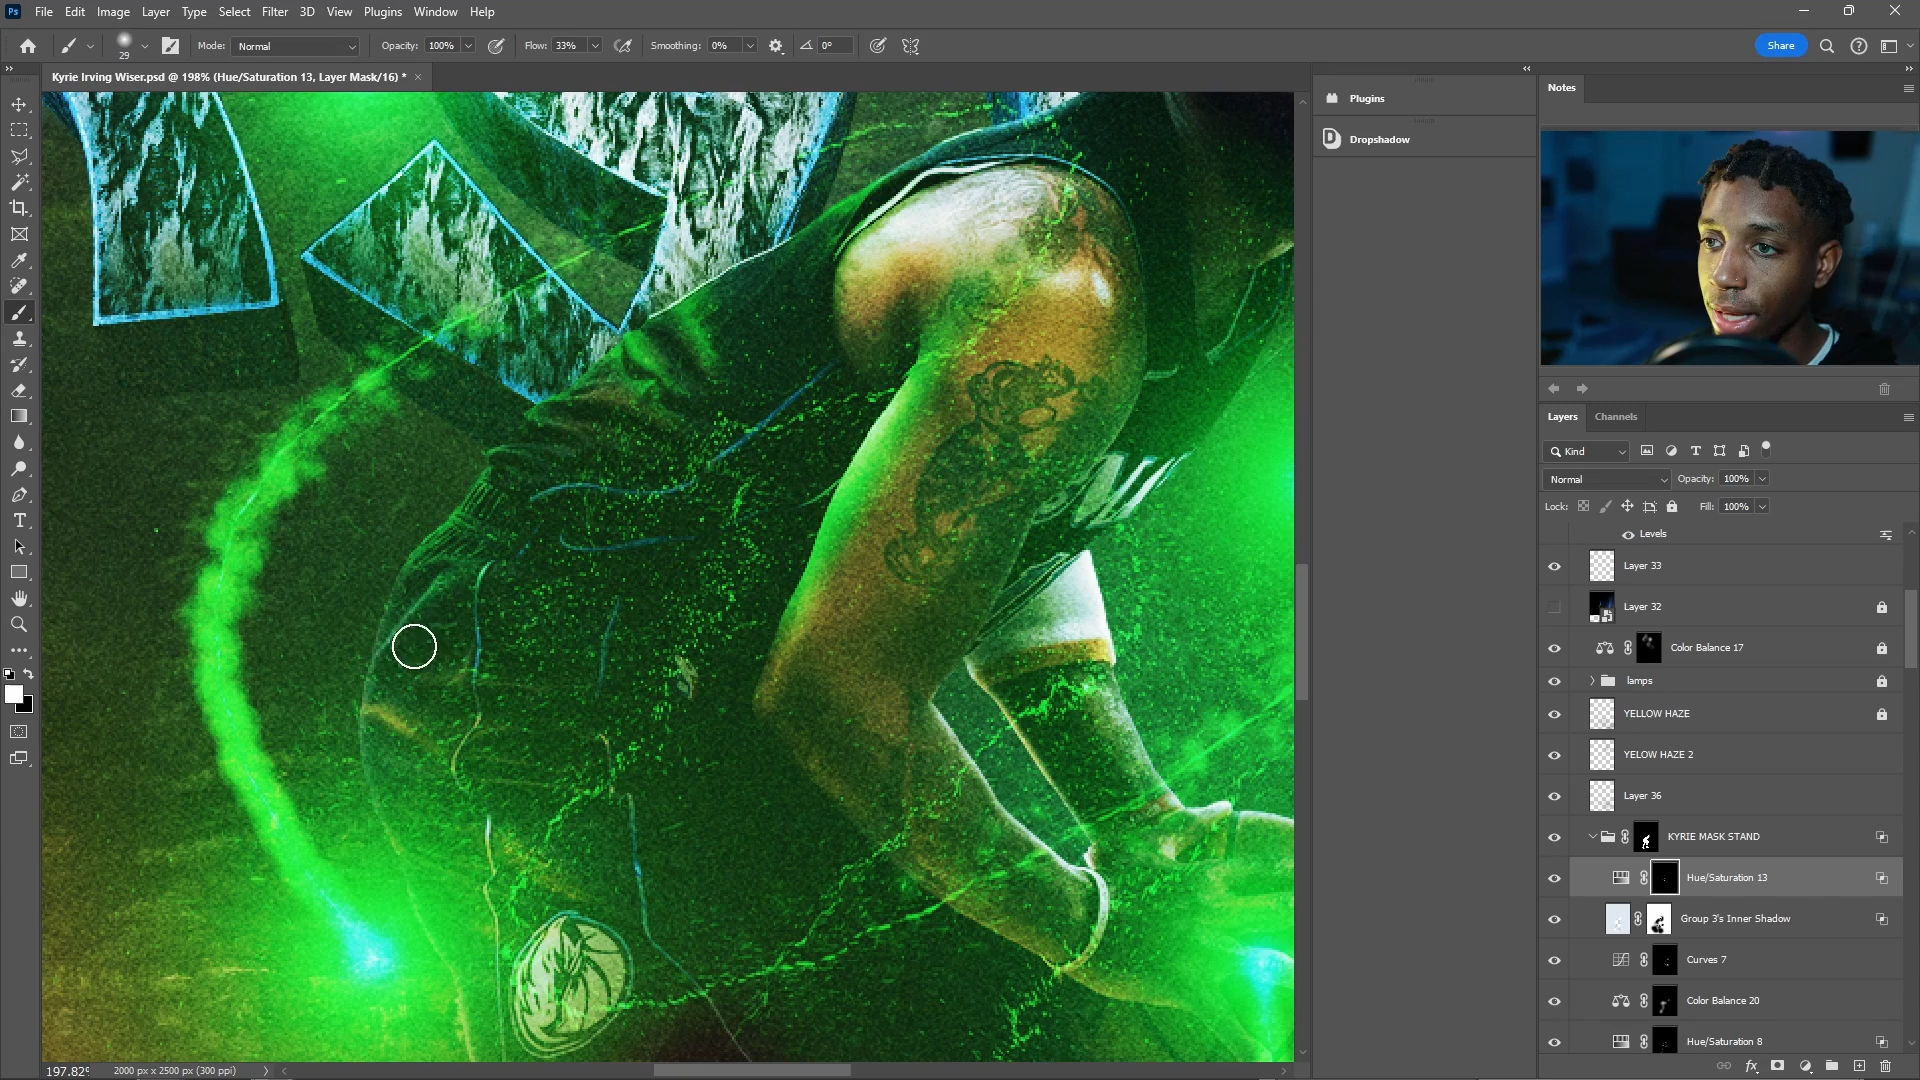 Ps File Edit Image Layer Type Select Filter 3D View Plugins Window Help
29 Mode: Normal Opacity: 100% Flow: 33% Smoothing: 0% 0° Share
Kyrie Irving Wiser.psd @ 198% (Hue/Saturation 13, Layer Mask/16) *
Plugins
Dropshadow
Notes
Layers Channels
Kind
Normal Opacity: 100%
Lock: Fill: 100%
Levels
Layer 33
Layer 32
Color Balance 17
lamps
YELLOW HAZE
YELOW HAZE 2
Layer 36
KYRIE MASK STAND
Hue/Saturation 13
Group 3's Inner Shadow
Curves 7
Color Balance 20
Hue/Saturation 8
197.82% 2000 px x 2500 px (300 ppi)